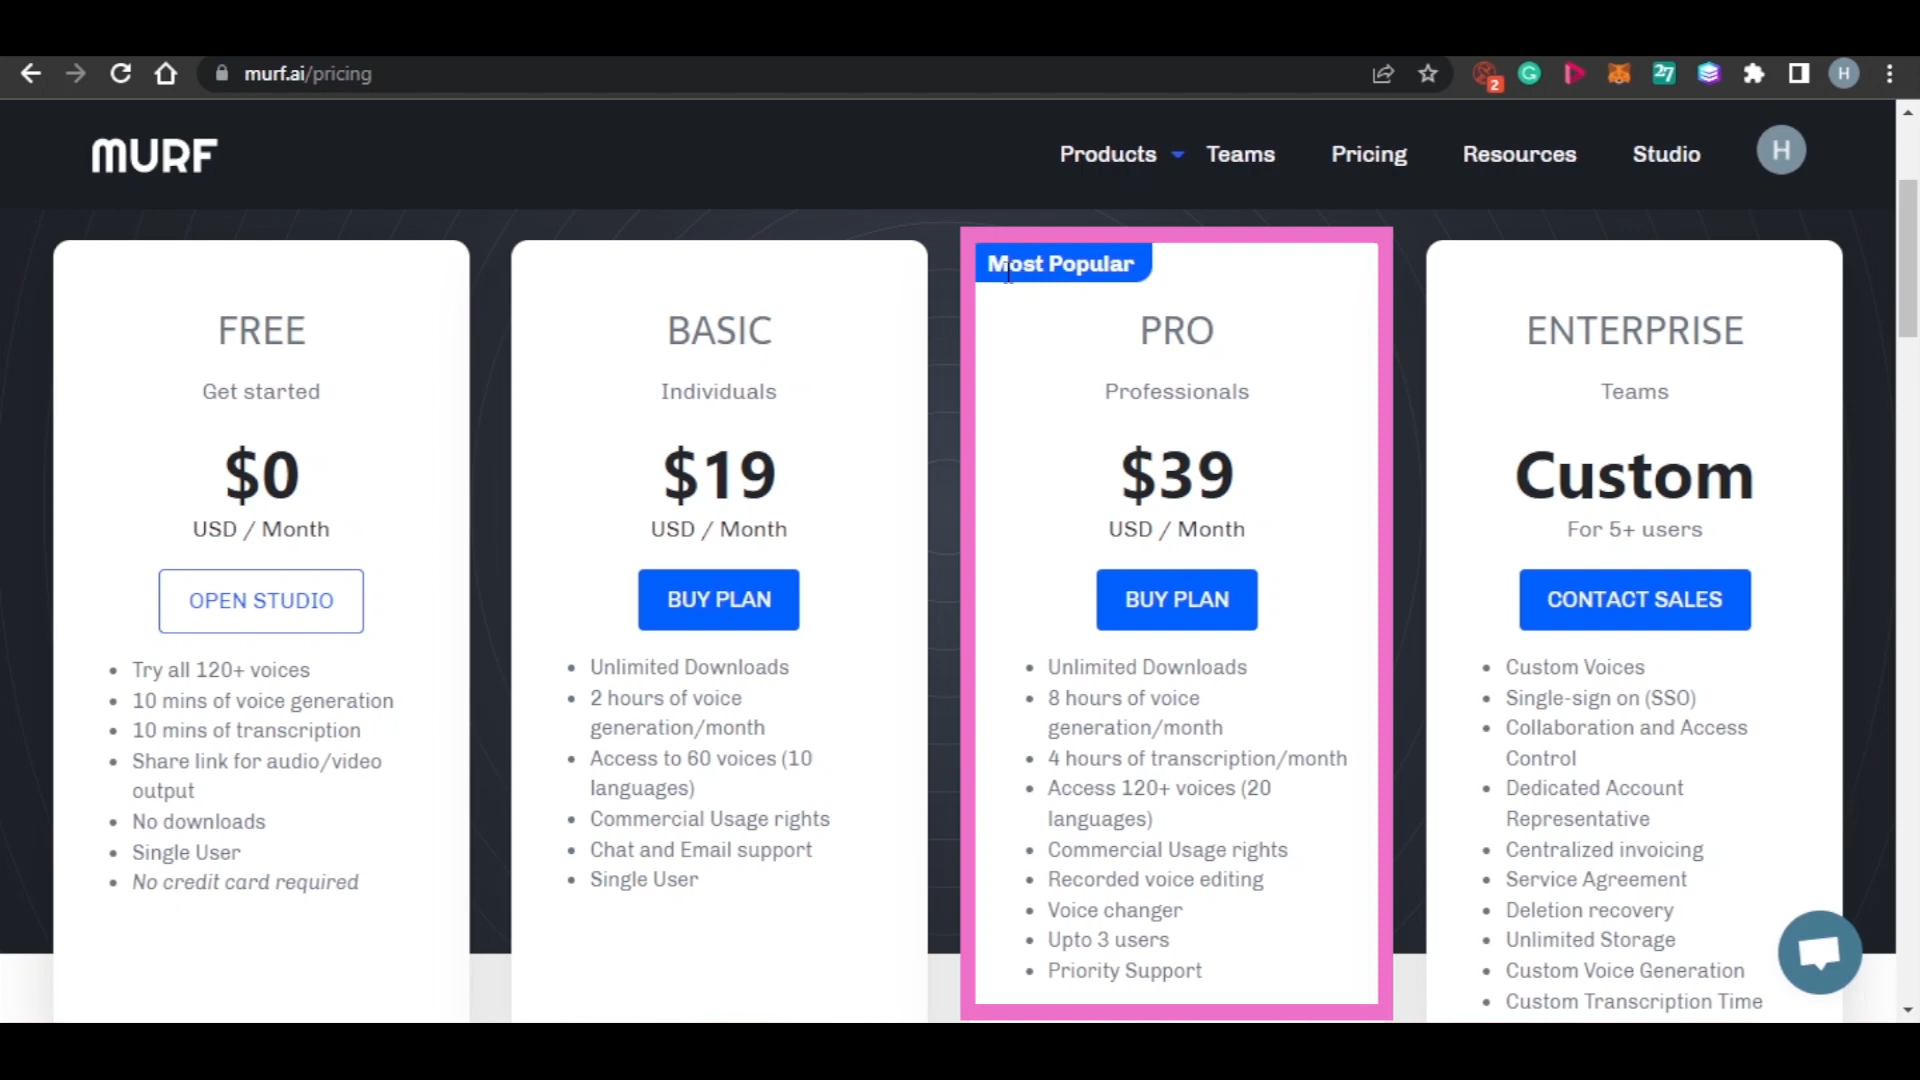 murf.ai/pricing
2
G
27
H
MURF
Products
Teams
Pricing
Resources
Studio
H
FREE
Get started
$0
USD / Month
OPEN STUDIO
Try all 120+ voices
10 mins of voice generation
10 mins of transcription
Share link for audio/video
output
No downloads
Single User
No credit card required
BASIC
Individuals
$19
USD / Month
BUY PLAN
Unlimited Downloads
2 hours of voice
generation/month
Access to 60 voices (10
languages)
Commercial Usage rights
Chat and Email support
Single User
Most Popular
PRO
Professionals
$39
USD / Month
BUY PLAN
Unlimited Downloads
8 hours of voice
generation/month
4 hours of transcription/month
Access 120+ voices (20
languages)
Commercial Usage rights
Recorded voice editing
Voice changer
Upto 3 users
Priority Support
ENTERPRISE
Teams
Custom
For 5+ users
CONTACT SALES
Custom Voices
Single-sign on (SSO)
Collaboration and Access
Control
Dedicated Account
Representative
Centralized invoicing
Service Agreement
Deletion recovery
Unlimited Storage
Custom Voice Generation
Custom Transcription Time